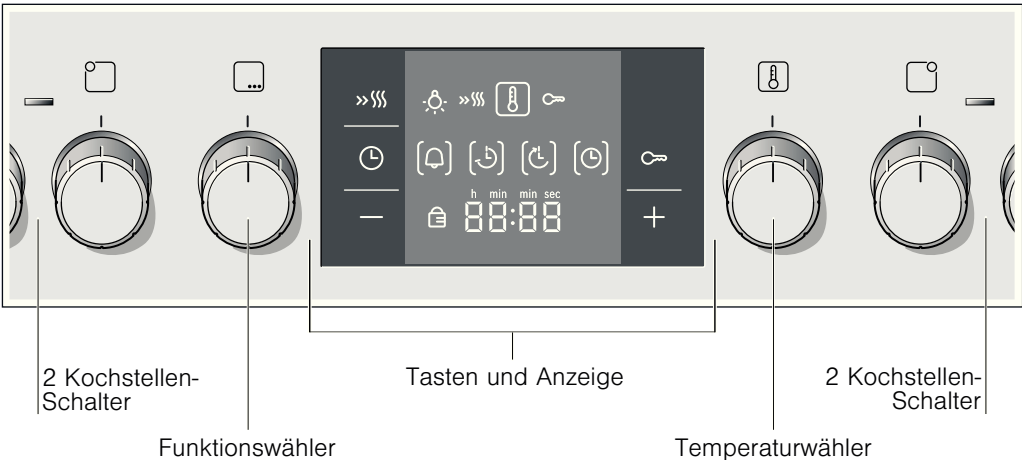 h min min sec
88:88
2 Kochstellen-
Schalter
Tasten und Anzeige
2 Kochstellen-
Schalter
Funktionswähler
Temperaturwähler